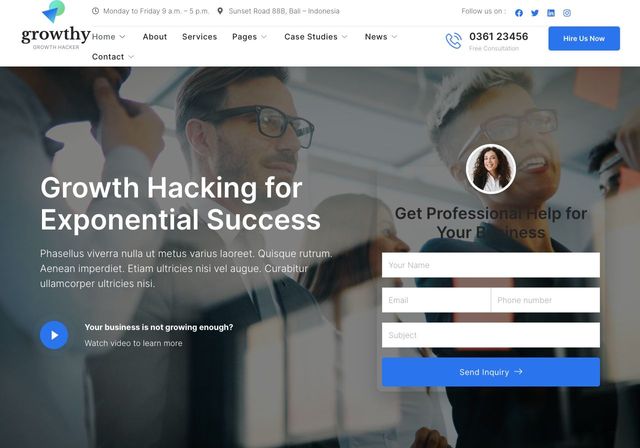 Monday to Friday 9 a.m. – 5 p.m.
Sunset Road 88B, Bali – Indonesia
Follow us on :
growthy
GROWTH HACKER
Home
About
Services
Pages
Case Studies
News
Contact
0361 23456
Free Consultation
Hire Us Now
Growth Hacking for
Exponential Success
Phasellus viverra nulla ut metus varius laoreet. Quisque rutrum.
Aenean imperdiet. Etiam ultricies nisi vel augue. Curabitur
ullamcorper ultricies nisi.
Your business is not growing enough?
Watch video to learn more
Get Professional Help for
Your Business
Your Name
Email
Phone number
Subject
Send Inquiry